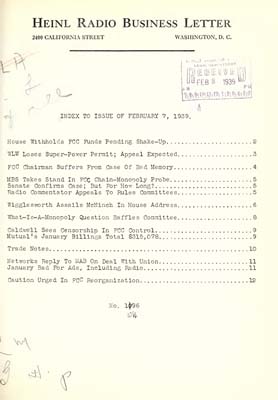 HEINL RADIO BUSINESS LETTER
2400 CALIFORNIA STREET WASHINGTON, D. C.
RECEIVED
FEB 8 1939
INDEX TO ISSUE OF FEBRUARY 7, 1939.
House Withholds FCC Funds Pending Shake-Up....................2
WLW Loses Super-Power Permit; Appeal Expected.................3
FCC Chairman Suffers From Case Of Bad Memory..................4
MBS Takes Stand In FCC Chain-Monopoly Probe...................5
Senate Confirms Case; But For How Long?.......................5
Radio Commentator Appeals To Rules Committees.................5
Wigglesworth Assails McNinch In House Address.................6
What-Is-A-Monopoly Question Baffles Committee.................8
Caldwell Sees Censorship In FCC Control.......................9
Mutual's January Billings Total $315,078......................9
Trade Notes..................................................10
Networks Reply To WAB On Deal With Union.....................11
January Bad For Ads, Including Radio.........................11
Caution Urged In FCC Reorganization..........................12
No. 1